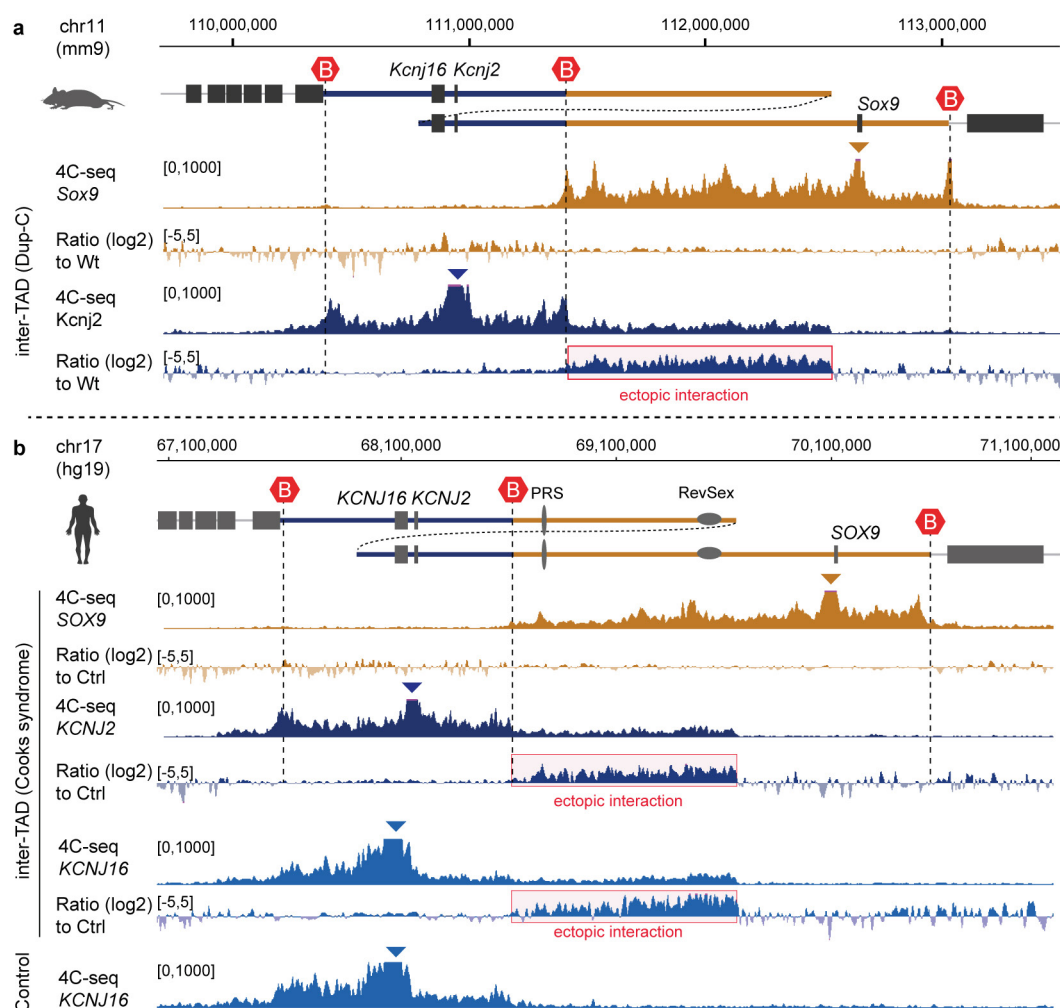 a
chr11
(mm9)
110,000,000 111,000,000 112,000,000 113,000,000
B B B
Kcnj16 Kcnj2
Sox9
inter-TAD (Dup-C)
4C-seq
Sox9
[0,1000]
Ratio (log2)
to Wt
[-5,5]
4C-seq
Kcnj2
[0,1000]
Ratio (log2)
to Wt
[-5,5]
ectopic interaction
b
chr17
(hg19)
67,100,000 68,100,000 69,100,000 70,100,000 71,100,000
B B B
KCNJ16 KCNJ2
PRS
RevSex
SOX9
inter-TAD (Cooks syndrome)
4C-seq
SOX9
[0,1000]
Ratio (log2)
to Ctrl
[-5,5]
4C-seq
KCNJ2
[0,1000]
Ratio (log2)
to Ctrl
[-5,5]
ectopic interaction
4C-seq
KCNJ16
[0,1000]
Ratio (log2)
to Ctrl
[-5,5]
ectopic interaction
Control
4C-seq
KCNJ16
[0,1000]